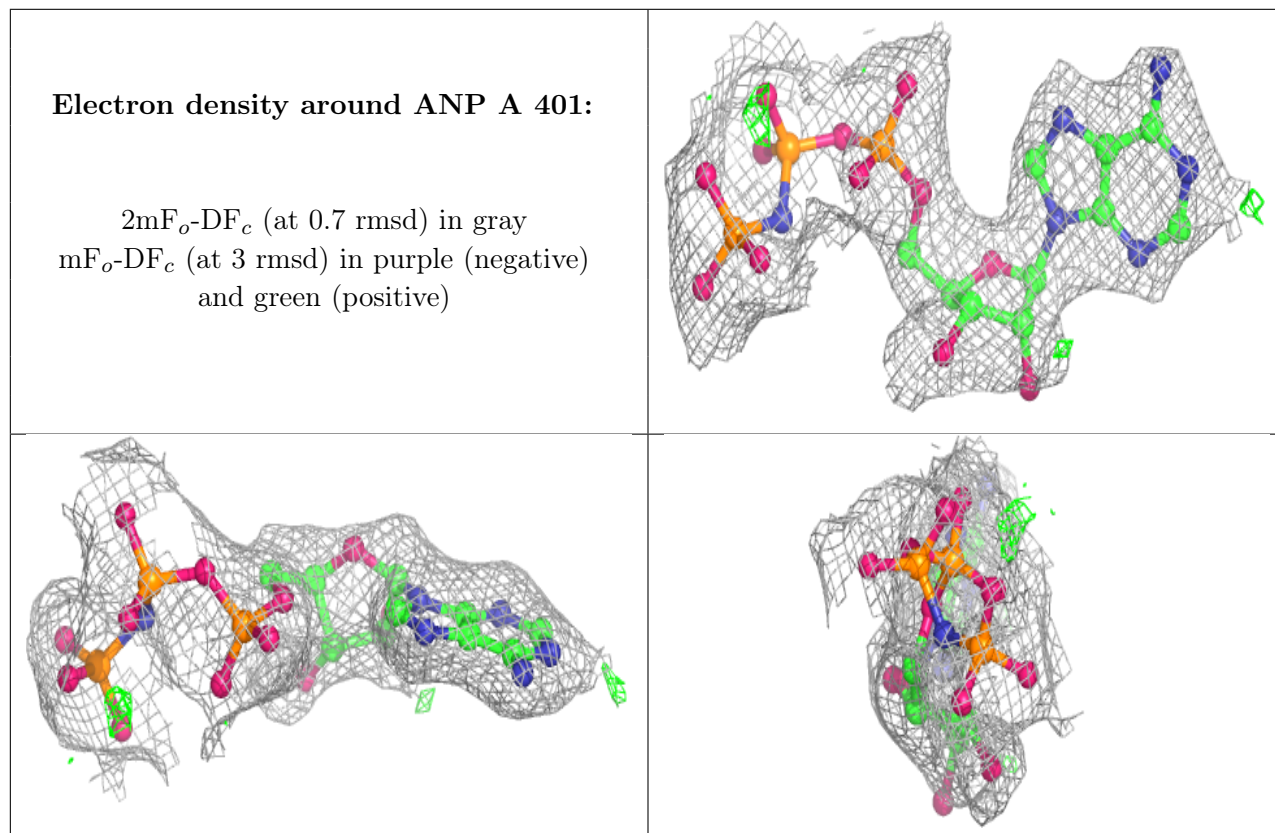 Electron density around ANP A 401:
2mFₒ-DF𝒸 (at 0.7 rmsd) in gray
mFₒ-DF𝒸 (at 3 rmsd) in purple (negative)
and green (positive)